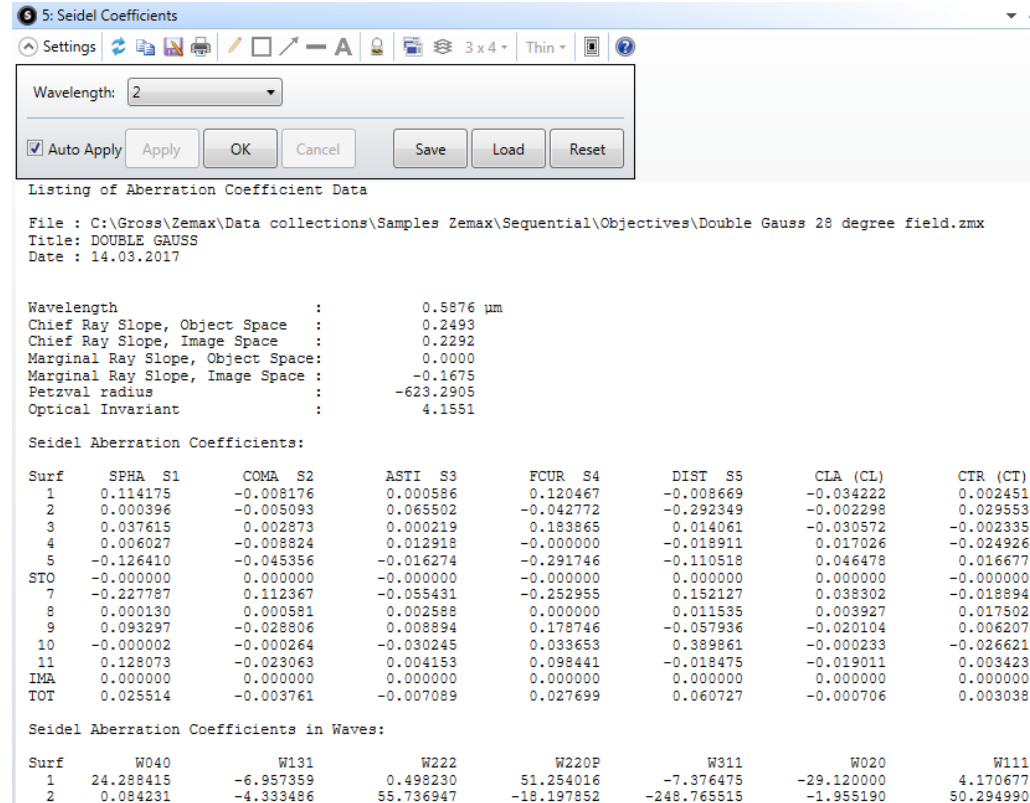 5: Seidel Coefficients
Settings A 3 x 4 Thin
Wavelength: 2
Auto Apply Apply OK Cancel Save Load Reset
Listing of Aberration Coefficient Data
File : C:\Gross\Zemax\Data collections\Samples Zemax\Sequential\Objectives\Double Gauss 28 degree field.zmx
Title: DOUBLE GAUSS
Date : 14.03.2017
Wavelength : 0.5876 µm
Chief Ray Slope, Object Space : 0.2493
Chief Ray Slope, Image Space : 0.2292
Marginal Ray Slope, Object Space: 0.0000
Marginal Ray Slope, Image Space : -0.1675
Petzval radius : -623.2905
Optical Invariant : 4.1551
Seidel Aberration Coefficients:
Surf SPHA S1 COMA S2 ASTI S3 FCUR S4 DIST S5 CLA (CL) CTR (CT)
1 0.114175 -0.008176 0.000586 0.120467 -0.008669 -0.034222 0.002451
2 0.000396 -0.005093 0.065502 -0.042772 -0.292349 -0.002298 0.029553
3 0.037615 0.002873 0.000219 0.183865 0.014061 -0.030572 -0.002335
4 0.006027 -0.008824 0.012918 -0.000000 -0.018911 0.017026 -0.024926
5 -0.126410 -0.045356 -0.016274 -0.291746 -0.110518 0.046478 0.016677
STO -0.000000 0.000000 -0.000000 -0.000000 0.000000 0.000000 -0.000000
7 -0.227787 0.112367 -0.055431 -0.252955 0.152127 0.038302 -0.018894
8 0.000130 0.000581 0.002588 0.000000 0.011535 0.003927 0.017502
9 0.093297 -0.028806 0.008894 0.178746 -0.057936 -0.020104 0.006207
10 -0.000002 -0.000264 -0.030245 0.033653 0.389861 -0.000233 -0.026621
11 0.128073 -0.023063 0.004153 0.098441 -0.018475 -0.019011 0.003423
IMA 0.000000 0.000000 0.000000 0.000000 0.000000 0.000000 0.000000
TOT 0.025514 -0.003761 -0.007089 0.027699 0.060727 -0.000706 0.003038
Seidel Aberration Coefficients in Waves:
Surf W040 W131 W222 W220P W311 W020 W111
1 24.288415 -6.957359 0.498230 51.254016 -7.376475 -29.120000 4.170677
2 0.084231 -4.333486 55.736947 -18.197852 -248.765515 -1.955190 50.294990